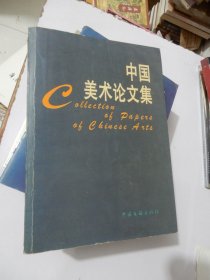 中国
美术论文集
Collection
of Papers
of Chinese Arts